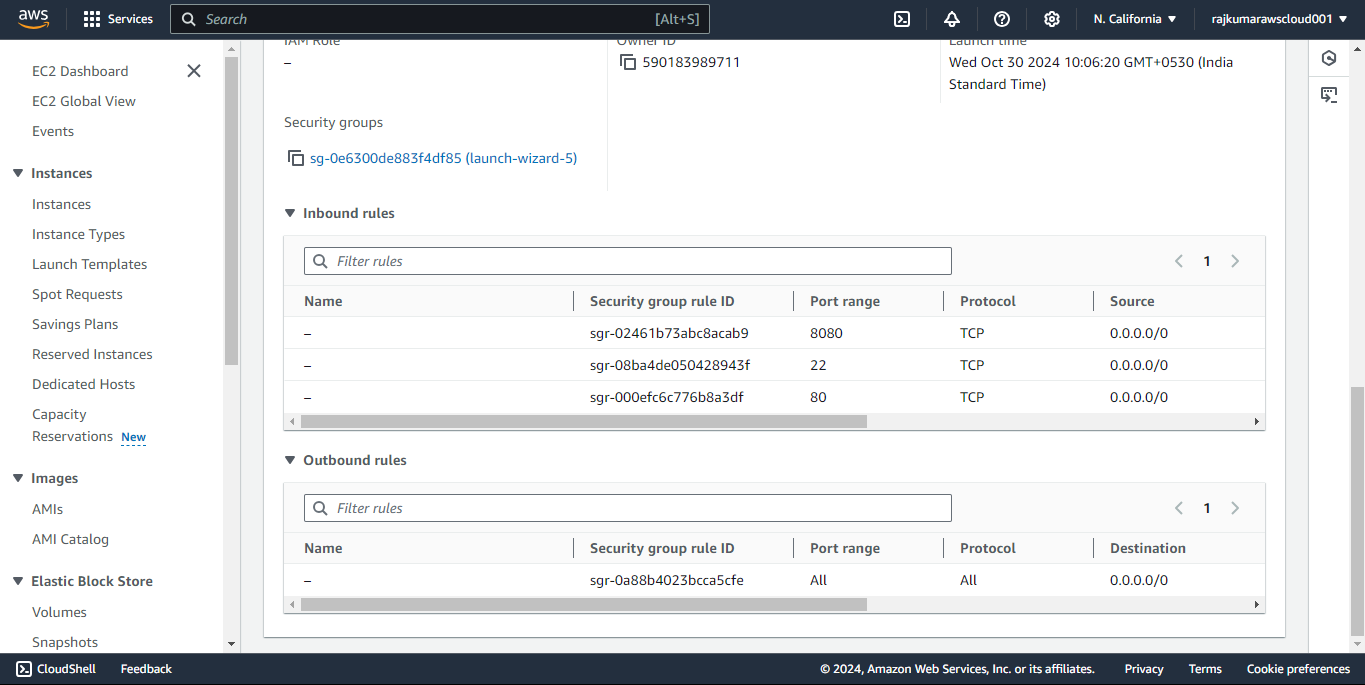 aws
Services
Search [Alt+S]
N. California
rajkumarawscloud001
EC2 Dashboard
EC2 Global View
Events
Instances
Instances
Instance Types
Launch Templates
Spot Requests
Savings Plans
Reserved Instances
Dedicated Hosts
Capacity
Reservations New
Images
AMIs
AMI Catalog
Elastic Block Store
Volumes
Snapshots
IAM Role
–
Owner ID
590183989711
Launch time
Wed Oct 30 2024 10:06:20 GMT+0530 (India
Standard Time)
Security groups
sg-0e6300de883f4df85 (launch-wizard-5)
Inbound rules
Filter rules
1
Name Security group rule ID Port range Protocol Source
– sgr-02461b73abc8acab9 8080 TCP 0.0.0.0/0
– sgr-08ba4de050428943f 22 TCP 0.0.0.0/0
– sgr-000efc6c776b8a3df 80 TCP 0.0.0.0/0
Outbound rules
Filter rules
1
Name Security group rule ID Port range Protocol Destination
– sgr-0a88b4023bcca5cfe All All 0.0.0.0/0
CloudShell Feedback © 2024, Amazon Web Services, Inc. or its affiliates. Privacy Terms Cookie preferences